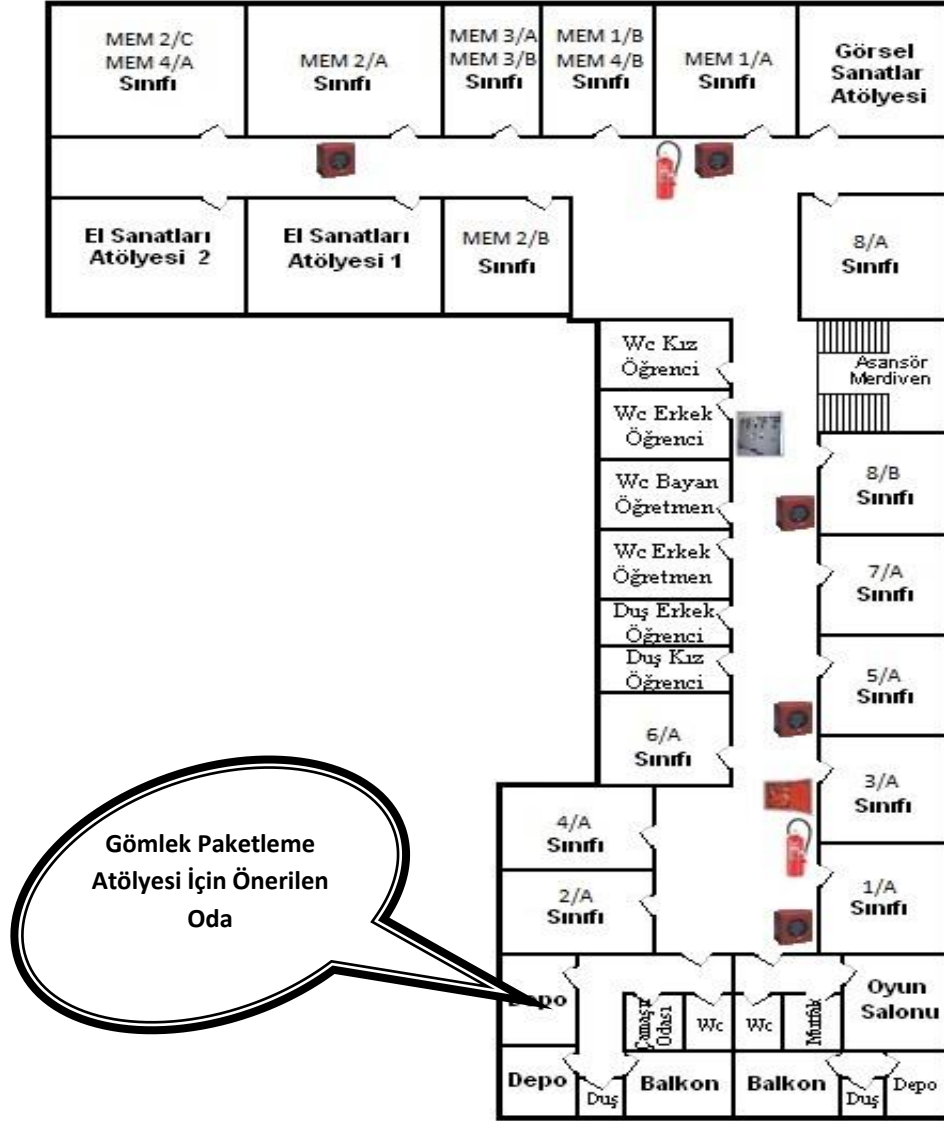 MEM 2/C
MEM 4/A
Sınıfı
MEM 2/A
Sınıfı
MEM 3/A
MEM 3/B
Sınıfı
MEM 1/B
MEM 4/B
Sınıfı
MEM 1/A
Sınıfı
Görsel
Sanatlar
Atölyesi
El Sanatları
Atölyesi 2
El Sanatları
Atölyesi 1
MEM 2/B
Sınıfı
8/A
Sınıfı
Wc Kız
Öğrenci
Asansör
Merdiven
Wc Erkek
Öğrenci
8/B
Sınıfı
Wc Bayan
Öğretmen
Wc Erkek
Öğretmen
7/A
Sınıfı
Duş Erkek
Öğrenci
Duş Kız
Öğrenci
5/A
Sınıfı
6/A
Sınıfı
3/A
Sınıfı
4/A
Sınıfı
Gömlek Paketleme
Atölyesi İçin Önerilen
Oda
2/A
Sınıfı
1/A
Sınıfı
Depo
Çamaşır
Odası
Wc
Wc
Mutfak
Oyun
Salonu
Depo
Duş
Balkon
Balkon
Duş
Depo